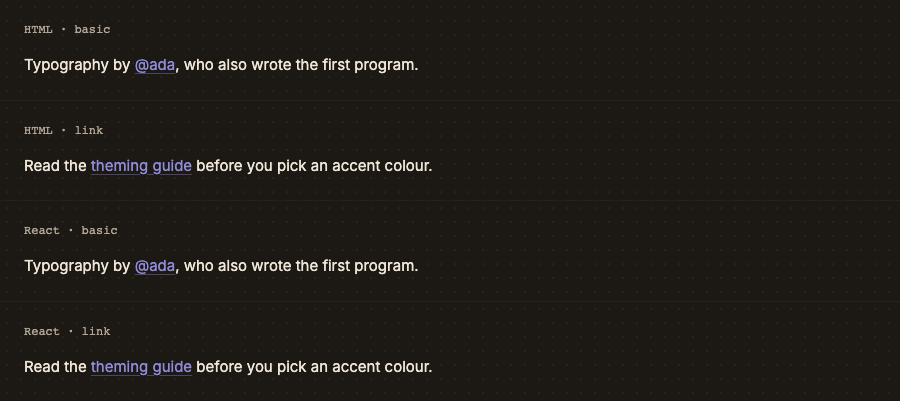 HTML · basic
Typography by @ada, who also wrote the first program.
HTML · link
Read the theming guide before you pick an accent colour.
React · basic
Typography by @ada, who also wrote the first program.
React · link
Read the theming guide before you pick an accent colour.